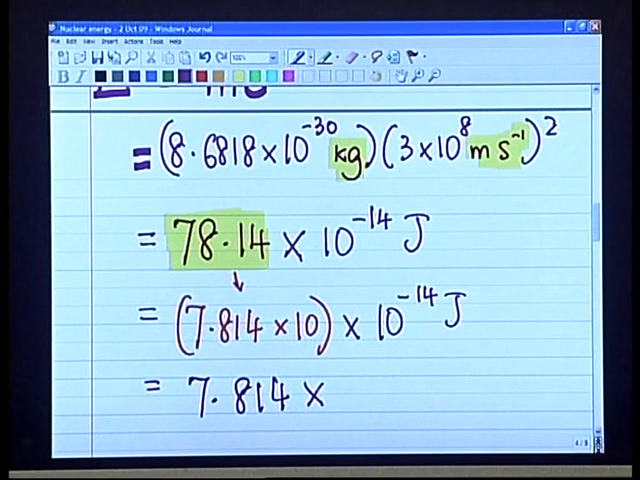 Nuclear energy - 2 Oct 09 - Windows Journal
File Edit View Insert Actions Tools Help
100%
B I
= (8.6818 × 10⁻³⁰ kg)(3 × 10⁸ m s⁻¹)²
= 78.14 × 10⁻¹⁴ J
↓
= (7.814 × 10) × 10⁻¹⁴ J
= 7.814 ×